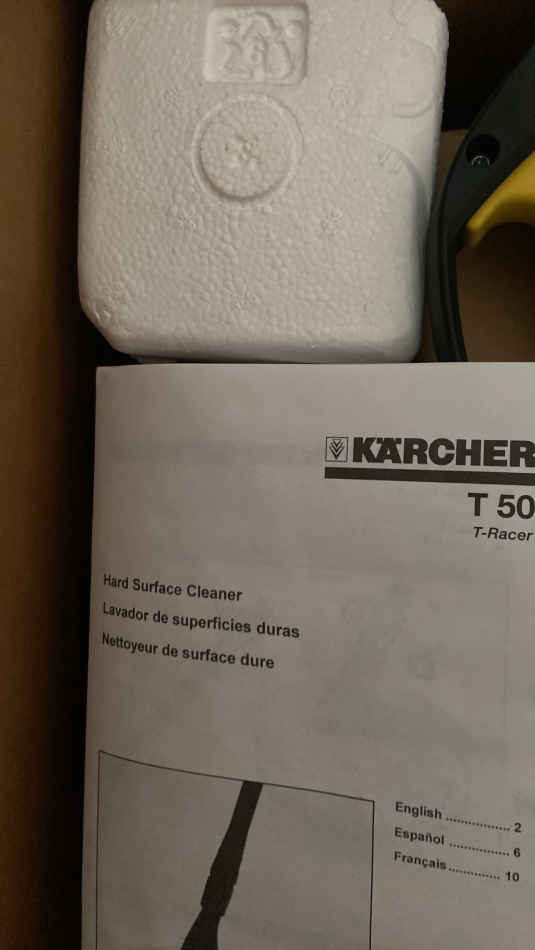 KÄRCHER
T 50
T-Racer
Hard Surface Cleaner
Lavador de superficies duras
Nettoyeur de surface dure
English ................ 2
Español ............... 6
Français ............. 10